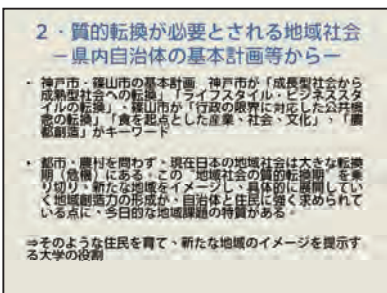 ２・質的転換が必要とされる地域社会
－県内自治体の基本計画等から－
・ 神戸市・篠山市の基本計画 神戸市が「成長型社会から
成熟型社会への転換」「ライフスタイル・ビジネススタ
イルの転換」、篠山市が「行政の限界に対応した公共概
念の転換」「食を起点とした産業・社会・文化」、「農
都創造」がキーワード
・ 都市・農村を問わず、現在日本の地域社会は大きな転換
期（危機）にある。この“地域社会の質的転換期”を乗
り切り、新たな地域をイメージし、具体的に展開してい
く地域創造力の形成が、自治体と住民に強く求められて
いる点に、今日的な地域課題の特質がある。
⇒そのような住民を育て、新たな地域のイメージを提示す
る大学の役割